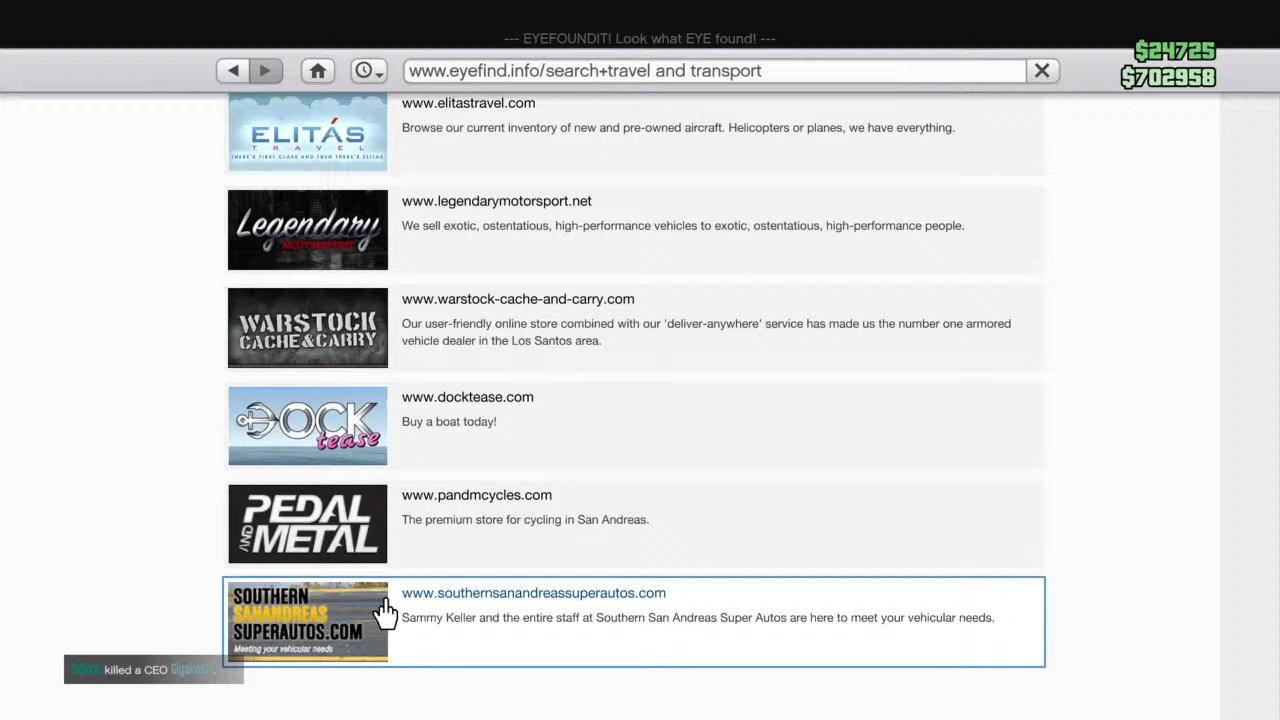 --- EYEFOUNDIT! Look what EYE found! ---
$24725
www.eyefind.info/search+travel and transport
$702958
www.elitastravel.com
ELITÁS
TRAVEL
THERE'S FIRST CLASS AND THEN THERE'S ELITAS.
Browse our current inventory of new and pre-owned aircraft. Helicopters or planes, we have everything.
www.legendarymotorsport.net
Legendary
MOTORSPORT
We sell exotic, ostentatious, high-performance vehicles to exotic, ostentatious, high-performance people.
www.warstock-cache-and-carry.com
WARSTOCK
CACHE&CARRY
Our user-friendly online store combined with our 'deliver-anywhere' service has made us the number one armored
vehicle dealer in the Los Santos area.
www.docktease.com
DOCK
tease
Buy a boat today!
www.pandmcycles.com
PEDAL
AND METAL
The premium store for cycling in San Andreas.
www.southernsanandreassuperautos.com
SOUTHERN
SANANDREAS
SUPERAUTOS.COM
Meeting your vehicular needs
Sammy Keller and the entire staff at Southern San Andreas Super Autos are here to meet your vehicular needs.
killed a CEO